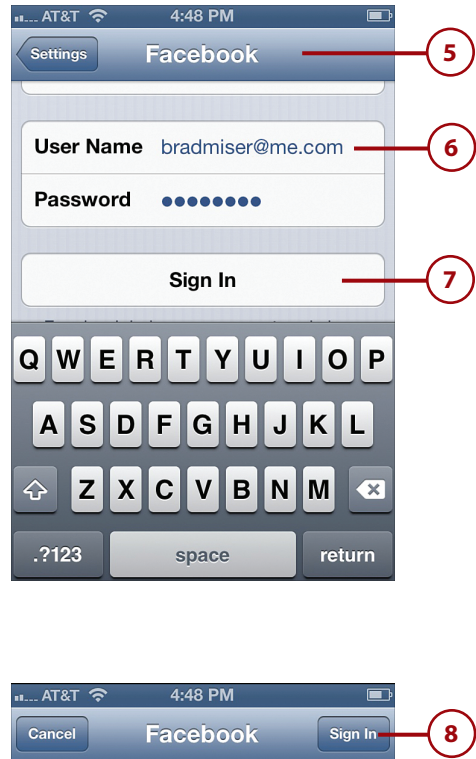 AT&T 4:48 PM
Settings Facebook 5
User Name bradmiser@me.com 6
Password ●●●●●●●●
Sign In 7
Q W E R T Y U I O P
A S D F G H J K L
Z X C V B N M
.?123 space return
AT&T 4:48 PM
Cancel Facebook Sign In 8